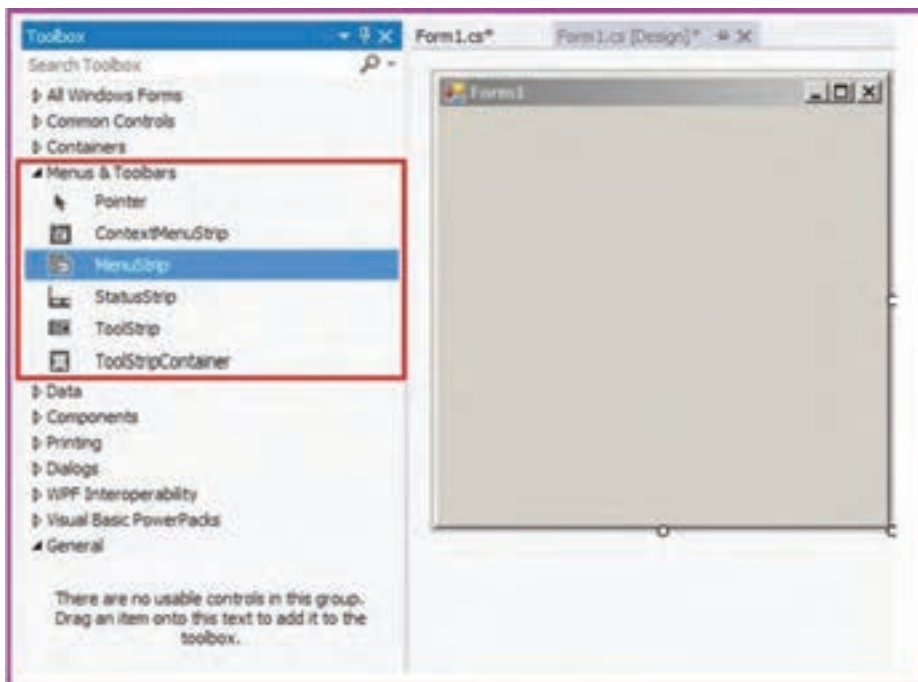 Toolbox
Search Toolbox
All Windows Forms
Common Controls
Containers
Menus & Toolbars
Pointer
ContextMenuStrip
MenuStrip
StatusStrip
ToolStrip
ToolStripContainer
Data
Components
Printing
Dialogs
WPF Interoperability
Visual Basic PowerPacks
General
There are no usable controls in this group.
Drag an item onto this text to add it to the
toolbox.
Form1.cs*
Form1.cs [Design]*
Form1